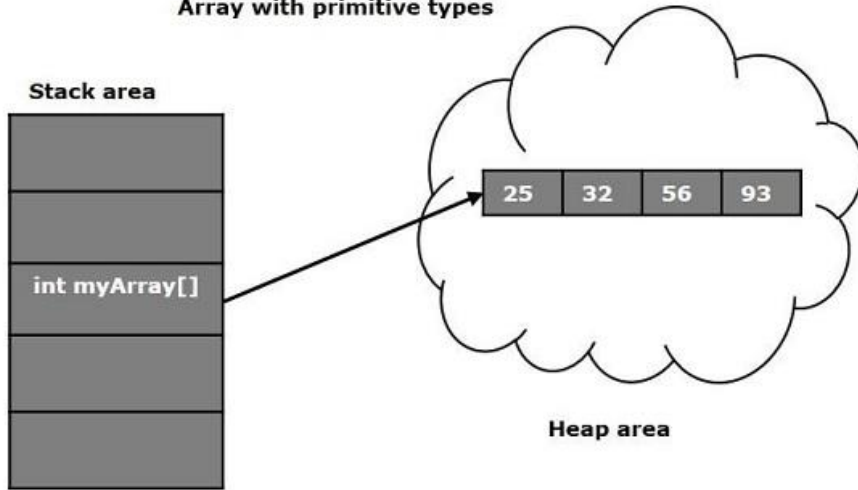 Array with primitive types
Stack area
25 32 56 93
int myArray[]
Heap area